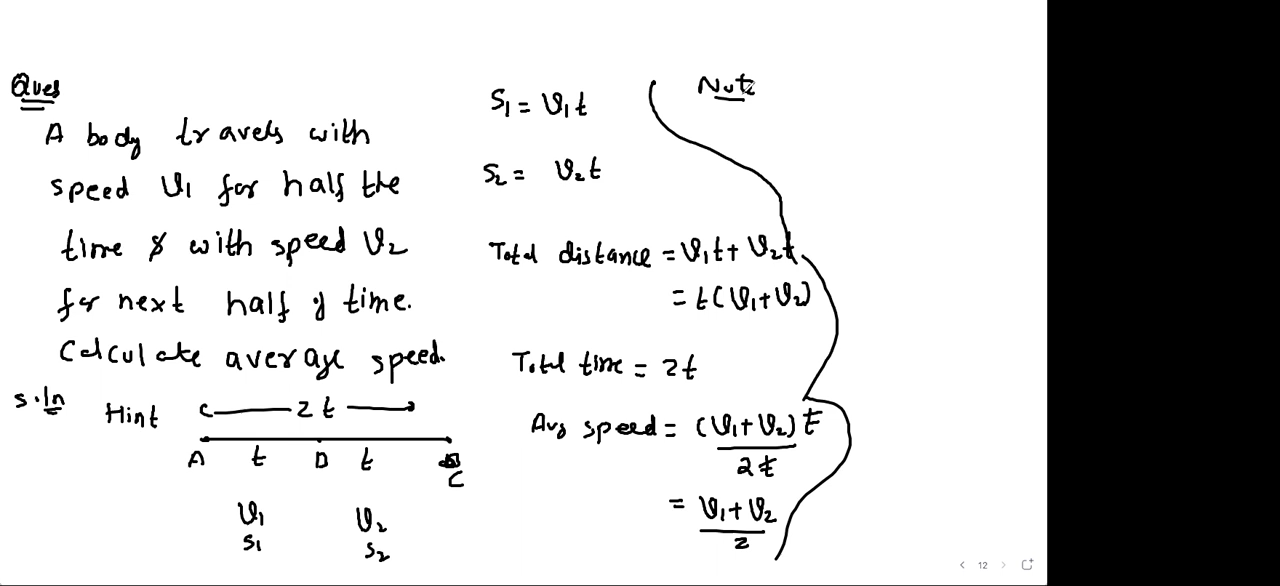 Ques
A body travels with
speed v₁ for half the
time & with speed v₂
for next half of time.
Calculate average speed.
Soln
Hint
2t
A t B t C
v₁ v₂
s₁ s₂
S₁ = v₁t
S₂ = v₂t
Total distance = v₁t + v₂t
= t(v₁+v₂)
Total time = 2t
Avg speed = (v₁+v₂)t
2t
= v₁+v₂
2
Note
12